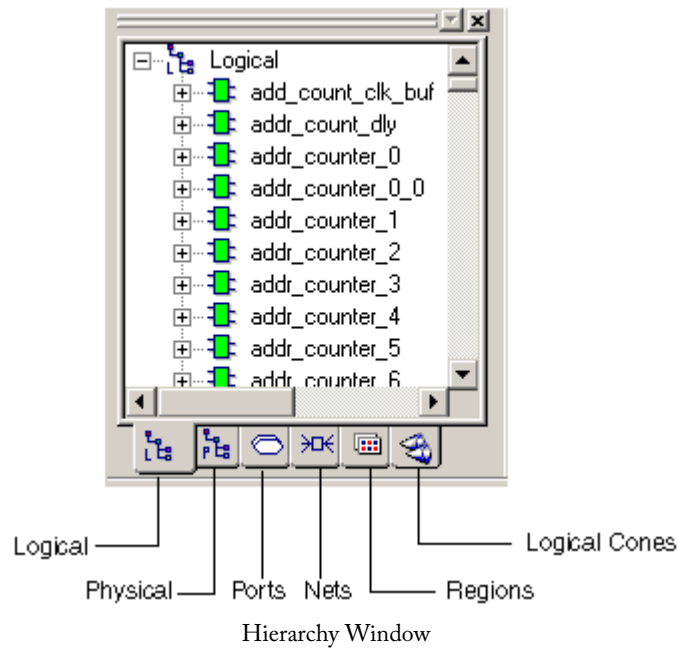 Logical
add_count_clk_buf
addr_count_dly
addr_counter_0
addr_counter_0_0
addr_counter_1
addr_counter_2
addr_counter_3
addr_counter_4
addr_counter_5
addr_counter_6
Logical
Logical Cones
Physical
Ports
Nets
Regions
Hierarchy Window